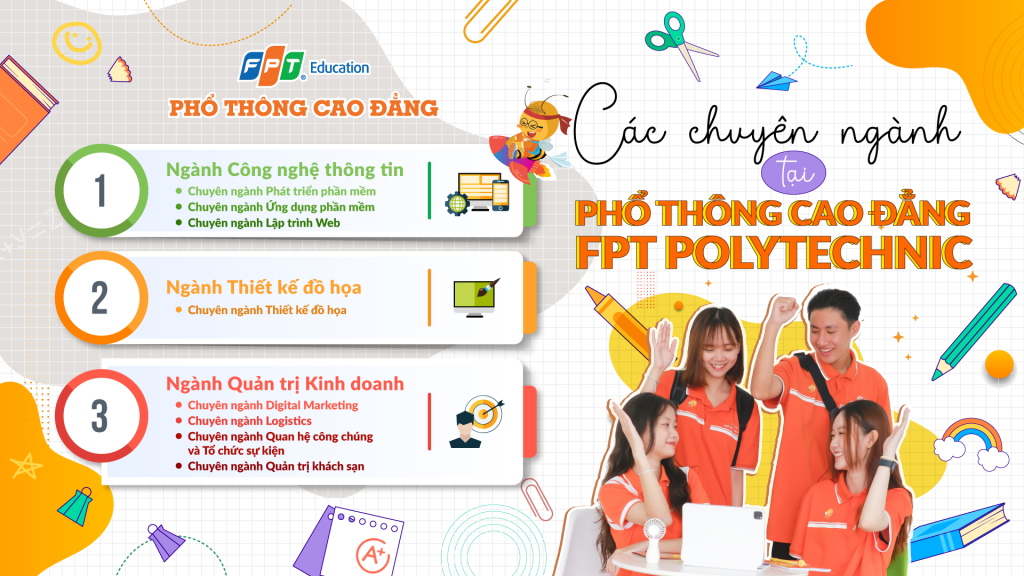 FPT Education
PHỔ THÔNG CAO ĐẲNG
1
Ngành Công nghệ thông tin
Chuyên ngành Phát triển phần mềm
Chuyên ngành Ứng dụng phần mềm
Chuyên ngành Lập trình Web
2
Ngành Thiết kế đồ họa
Chuyên ngành Thiết kế đồ họa
3
Ngành Quản trị Kinh doanh
Chuyên ngành Digital Marketing
Chuyên ngành Logistics
Chuyên ngành Quan hệ công chúng
và Tổ chức sự kiện
Chuyên ngành Quản trị khách sạn
Các chuyên ngành
tại
PHỔ THÔNG CAO ĐẲNG
FPT POLYTECHNIC
A+